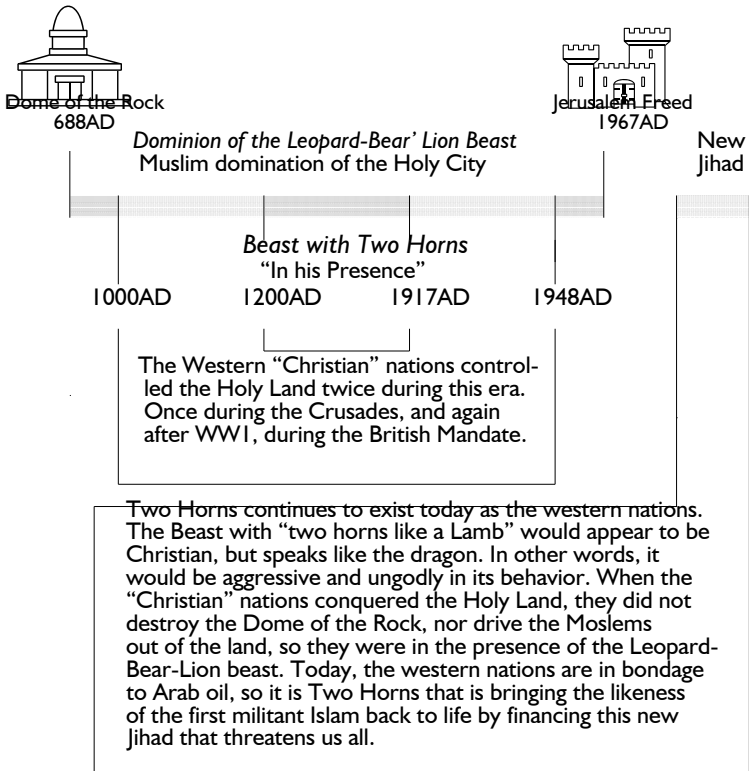 Dome of the Rock
688AD
Jerusalem Freed
1967AD
Dominion of the Leopard-Bear’ Lion Beast
Muslim domination of the Holy City
New
Jihad
Beast with Two Horns
“In his Presence”
1000AD 1200AD 1917AD 1948AD
The Western “Christian” nations control-
led the Holy Land twice during this era.
Once during the Crusades, and again
after WW1, during the British Mandate.
Two Horns continues to exist today as the western nations.
The Beast with “two horns like a Lamb” would appear to be
Christian, but speaks like the dragon. In other words, it
would be aggressive and ungodly in its behavior. When the
“Christian” nations conquered the Holy Land, they did not
destroy the Dome of the Rock, nor drive the Moslems
out of the land, so they were in the presence of the Leopard-
Bear-Lion beast. Today, the western nations are in bondage
to Arab oil, so it is Two Horns that is bringing the likeness
of the first militant Islam back to life by financing this new
Jihad that threatens us all.